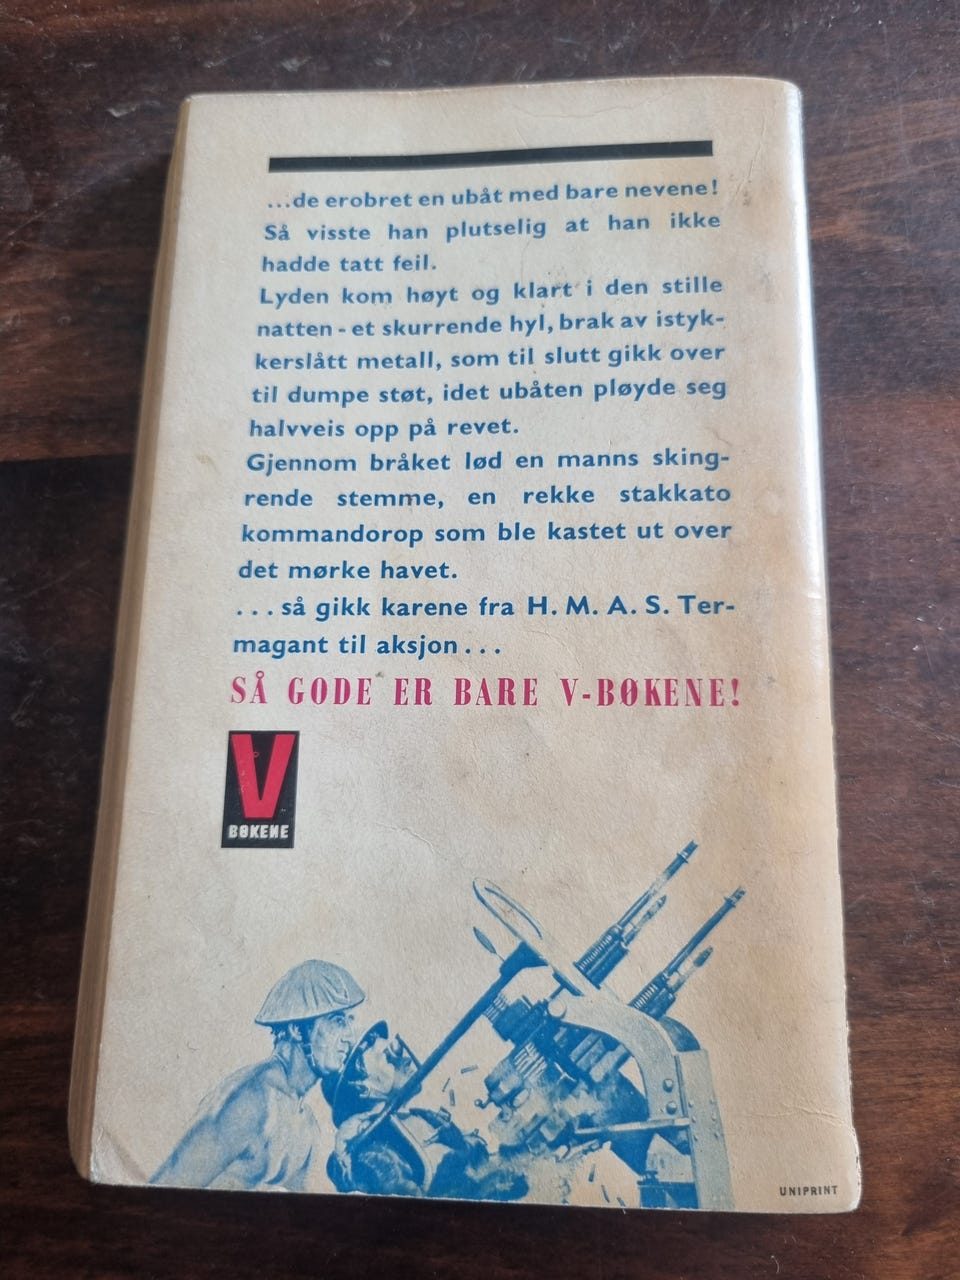 ...de erobret en ubåt med bare nevene!
Så visste han plutselig at han ikke
hadde tatt feil.
Lyden kom høyt og klart i den stille
natten - et skurrende hyl, brak av istyk-
kerslått metall, som til slutt gikk over
til dumpe støt, idet ubåten pløyde seg
halvveis opp på revet.
Gjennom bråket lød en manns sking-
rende stemme, en rekke stakkato
kommandorop som ble kastet ut over
det mørke havet.
...så gikk karene fra H. M. A. S. Ter-
magant til aksjon...
SÅ GODE ER BARE V-BØKENE!
V
BØKENE
UNIPRINT